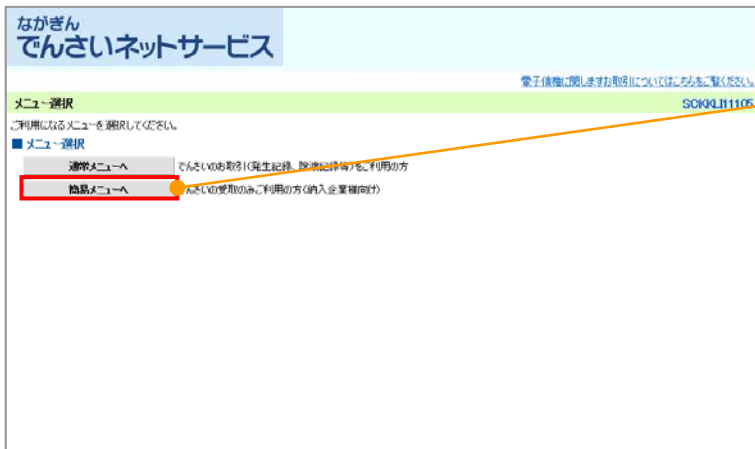 ながぎん
でんさいネットサービス
電子債権に関しますお取引についてはこちらをご覧ください。
メニュー選択 SCKKLI11105
ご利用になるメニューを選択してください。
■ メニュー選択
通常メニューへ でんさいのお取引(発生記録、譲渡記録等)をご利用の方
簡易メニューへ でんさいの受取のみご利用の方(納入企業様向け)